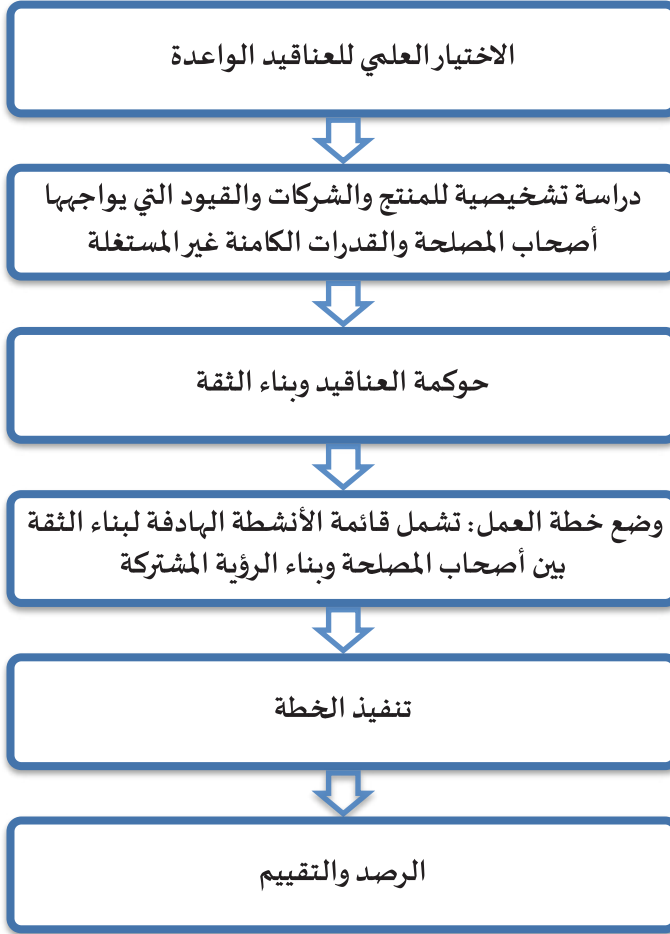 الاختيار العلمي للعناقيد الواعدة
دراسة تشخيصية للمنتج والشركات والقيود التي يواجهها
أصحاب المصلحة والقدرات الكامنة غير المستغلة
حوكمة العناقيد وبناء الثقة
وضع خطة العمل: تشمل قائمة الأنشطة الهادفة لبناء الثقة
بين أصحاب المصلحة وبناء الرؤية المشتركة
تنفيذ الخطة
الرصد والتقييم